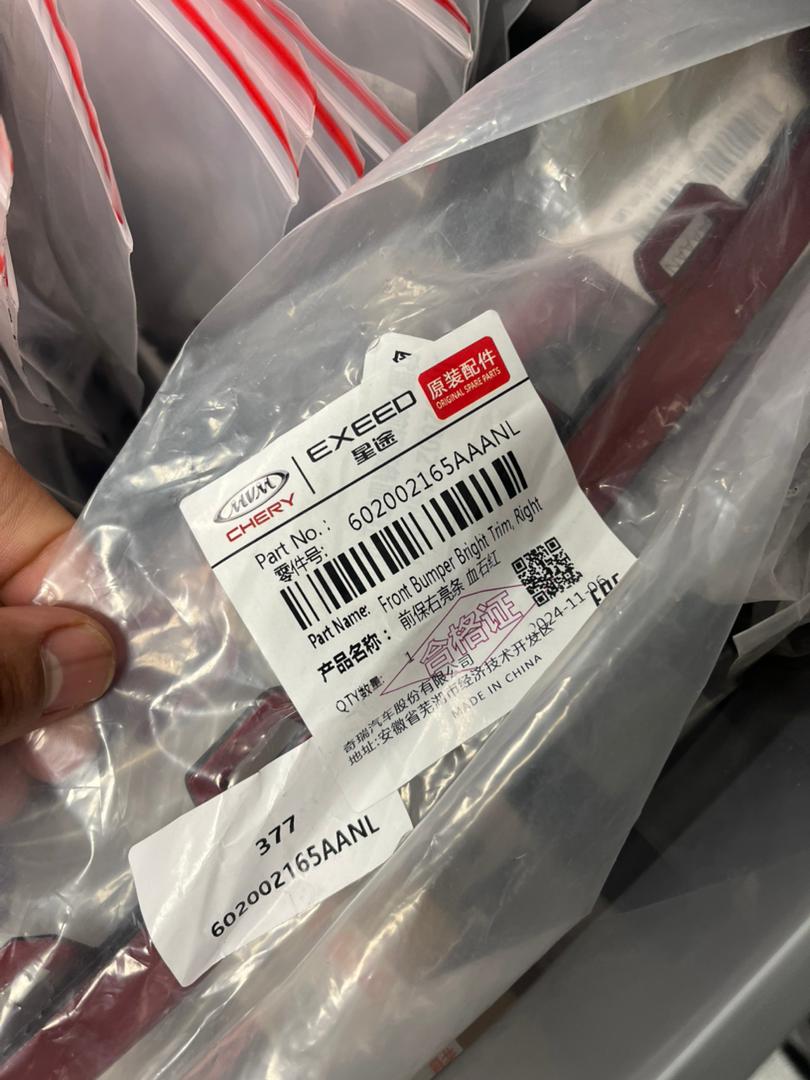 MVM
CHERY
EXEED
星途
原装配件
ORIGINAL SPARE PARTS
Part No.: 602002165AAANL
零件号:
Part Name: Front Bumper Bright Trim, Right
产品名称: 前保右亮条 血石红
QTY数量: 1
合格证
2024-11-06
奇瑞汽车股份有限公司
地址:安徽省芜湖市经济技术开发区
MADE IN CHINA
377
602002165AANL